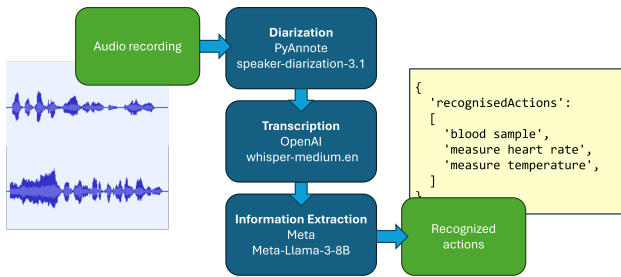 Audio recording
Diarization
PyAnnote
speaker-diarization-3.1
Transcription
OpenAI
whisper-medium.en
Information Extraction
Meta
Meta-Llama-3-8B
{
'recognisedActions':
[
'blood sample',
'measure heart rate',
'measure temperature',
]
}
Recognized
actions